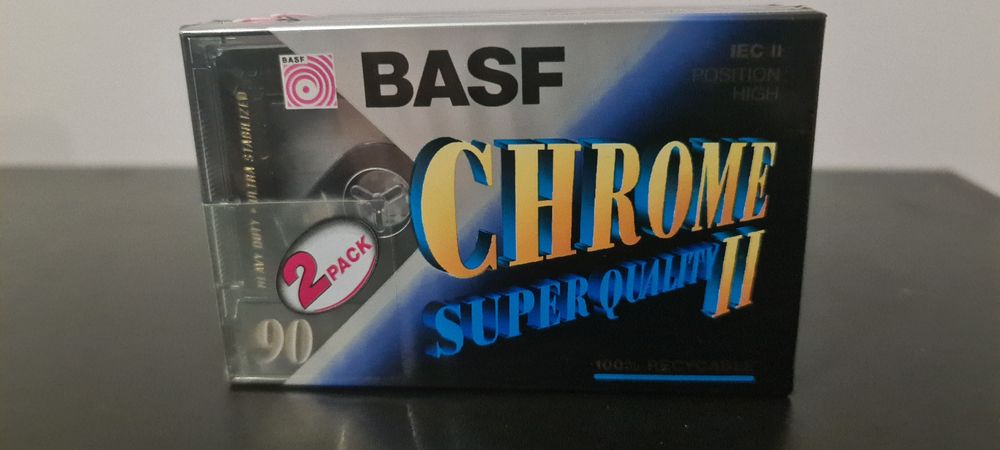 BASF
BASF
IEC II
POSITION
HIGH
HEAVY DUTY • ULTRA STABILIZED
CHROME
SUPER QUALITY II
2 PACK
90
100% RECYCABLE